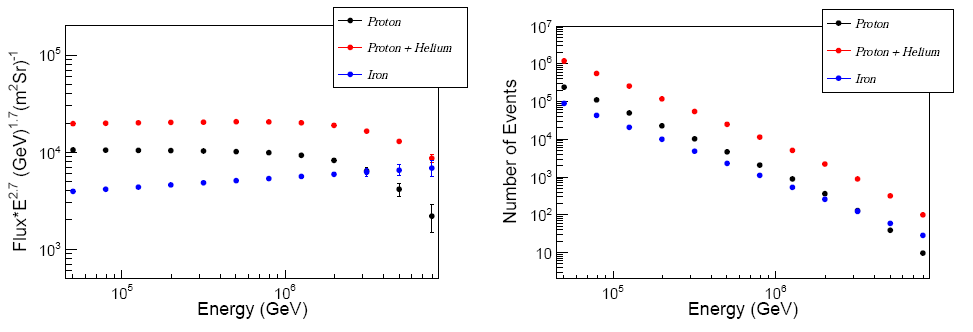 Proton
Proton + Helium
Iron
10^5
10^4
10^3
10^5
10^6
Energy (GeV)
Flux*E^2.7 (GeV)^1.7(m^2Sr)^-1
Proton
Proton + Helium
Iron
10^7
10^6
10^5
10^4
10^3
10^2
10
10^5
10^6
Energy (GeV)
Number of Events